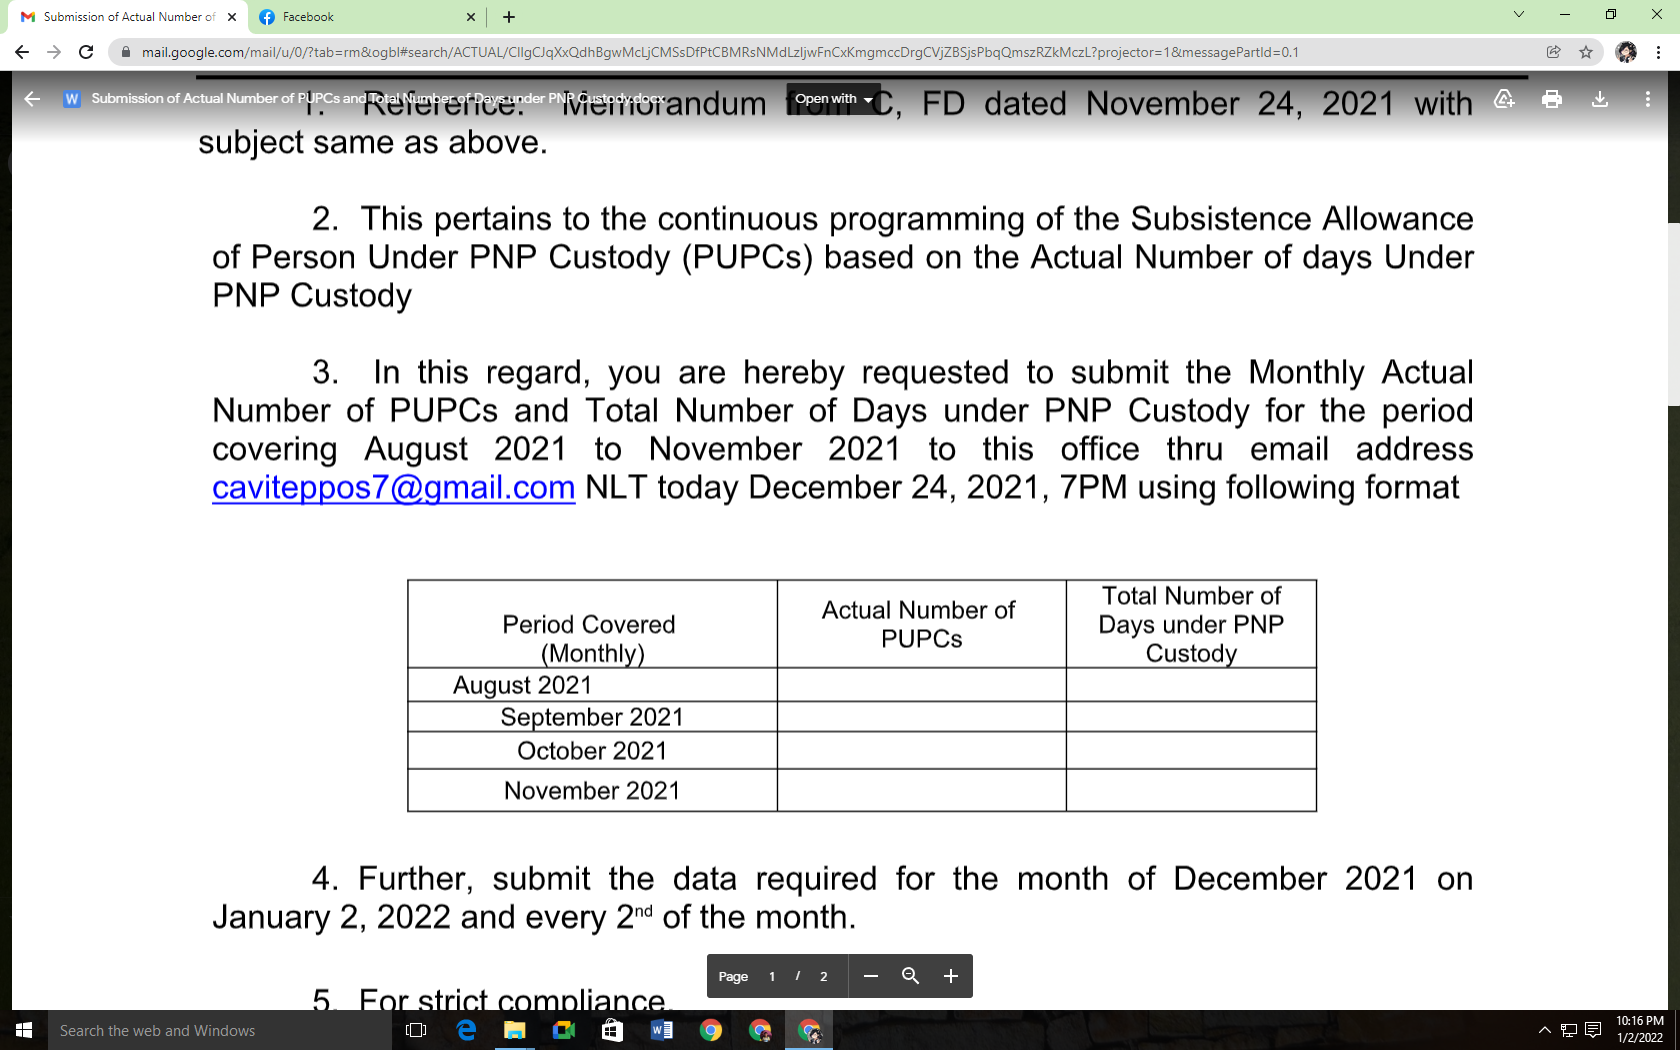 Submission of Actual Number of
Facebook
mail.google.com/mail/u/0/?tab=rm&ogbl#search/ACTUAL/CllgCJqXxQdhBgwMcLjCMSsDfPtCBMRsNMdLzljwFnCxKmgmccDrgCVjZBSjsPbqQmszRZkMczL?projector=1&messagePartId=0.1
W Submission of Actual Number of PUPCs and Total Number of Days under PNP Custody.docx
Open with
1. Reference: Memorandum from C, FD dated November 24, 2021 with
subject same as above.
2. This pertains to the continuous programming of the Subsistence Allowance
of Person Under PNP Custody (PUPCs) based on the Actual Number of days Under
PNP Custody
3. In this regard, you are hereby requested to submit the Monthly Actual
Number of PUPCs and Total Number of Days under PNP Custody for the period
covering August 2021 to November 2021 to this office thru email address
caviteppos7@gmail.com NLT today December 24, 2021, 7PM using following format
Period Covered
(Monthly)
Actual Number of
PUPCs
Total Number of
Days under PNP
Custody
August 2021
September 2021
October 2021
November 2021
4. Further, submit the data required for the month of December 2021 on
January 2, 2022 and every 2nd of the month.
5. For strict compliance.
Page 1 / 2
Search the web and Windows
10:16 PM
1/2/2022